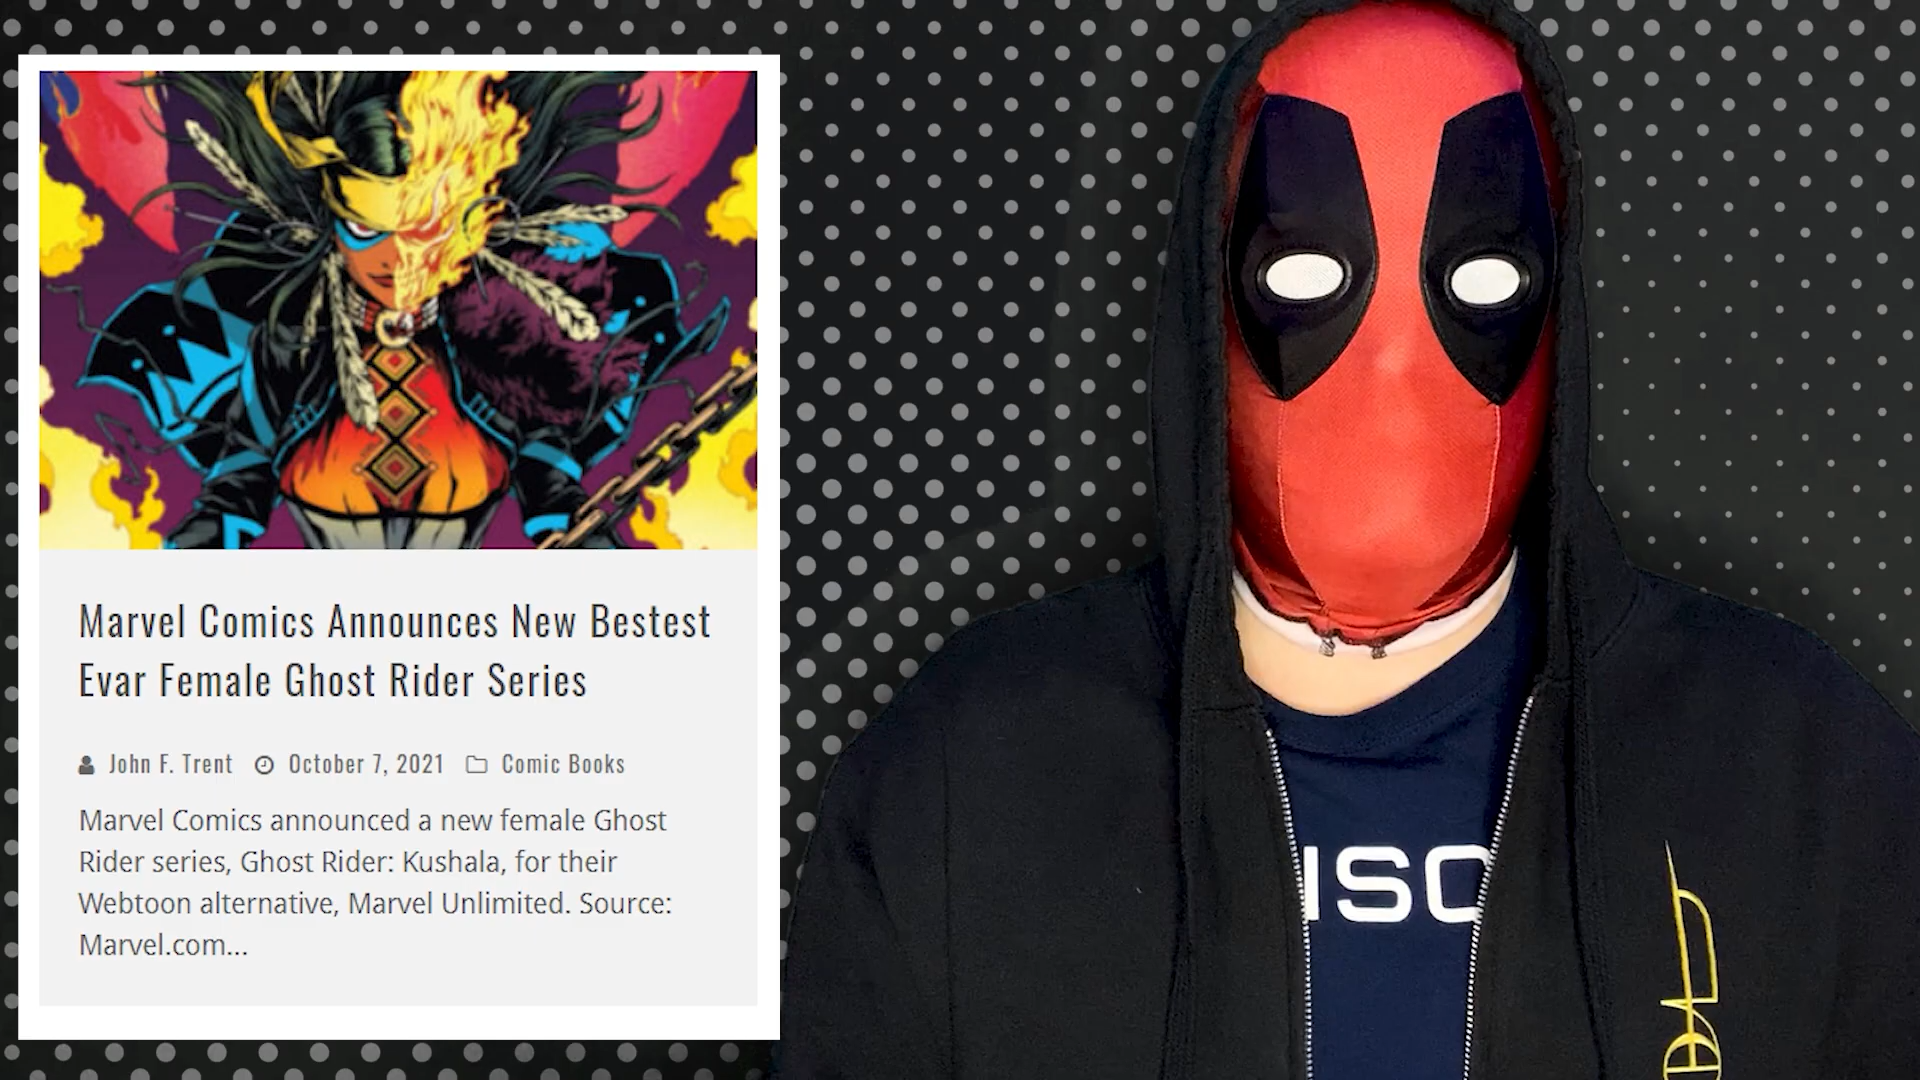 Marvel Comics Announces New Bestest
Evar Female Ghost Rider Series
John F. Trent October 7, 2021 Comic Books
Marvel Comics announced a new female Ghost
Rider series, Ghost Rider: Kushala, for their
Webtoon alternative, Marvel Unlimited. Source:
Marvel.com...
ISC